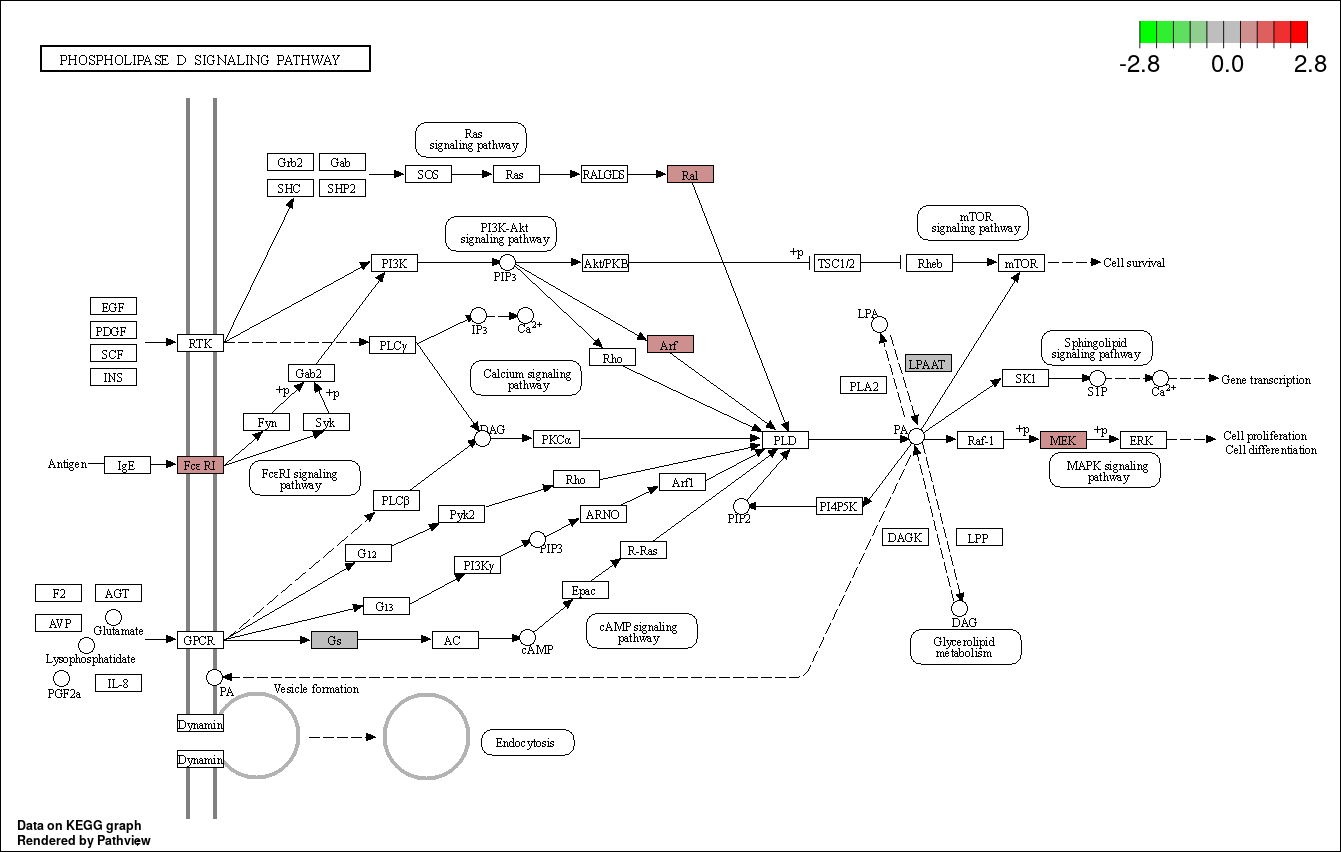 PHOSPHOLIPASE D SIGNALING PATHWAY
-2.8 0.0 2.8
Ras
signaling pathway
Grb2 Gab
SHC SHP2
SOS Ras RALGDS Ral
PI3K-Akt
signaling pathway
mTOR
signaling pathway
PI3K PIP3 Akt/PKB +p TSC1/2 Rheb mTOR Cell survival
EGF
PDGF
SCF
INS
RTK PLCγ IP3 Ca2+
Rho Arf
LPA
LPAAT
PLA2
Sphingolipid
signaling pathway
Calcium signaling
pathway
Gab2
+p +p
Fyn Syk
SK1 S1P Ca2+ Gene transcription
DAG PKCα PLD PA Raf-1 +p MEK +p ERK
Cell proliferation
Cell differentiation
Antigen IgE Fcε RI
FcεRI signaling
pathway
MAPK signaling
pathway
PLCβ
Rho Arf1
Pyk2 ARNO
PIP2 PI4P5K
G12 PIP3
PI3Kγ R-Ras
DAGK LPP
G13 Epac
F2 AGT
AVP Glutamate
Lysophosphatidate
PGF2a IL-8
GPCR Gs AC cAMP
cAMP signaling
pathway
DAG
Glycerolipid
metabolism
PA
Vesicle formation
Dynamin
Dynamin
Endocytosis
Data on KEGG graph
Rendered by Pathview